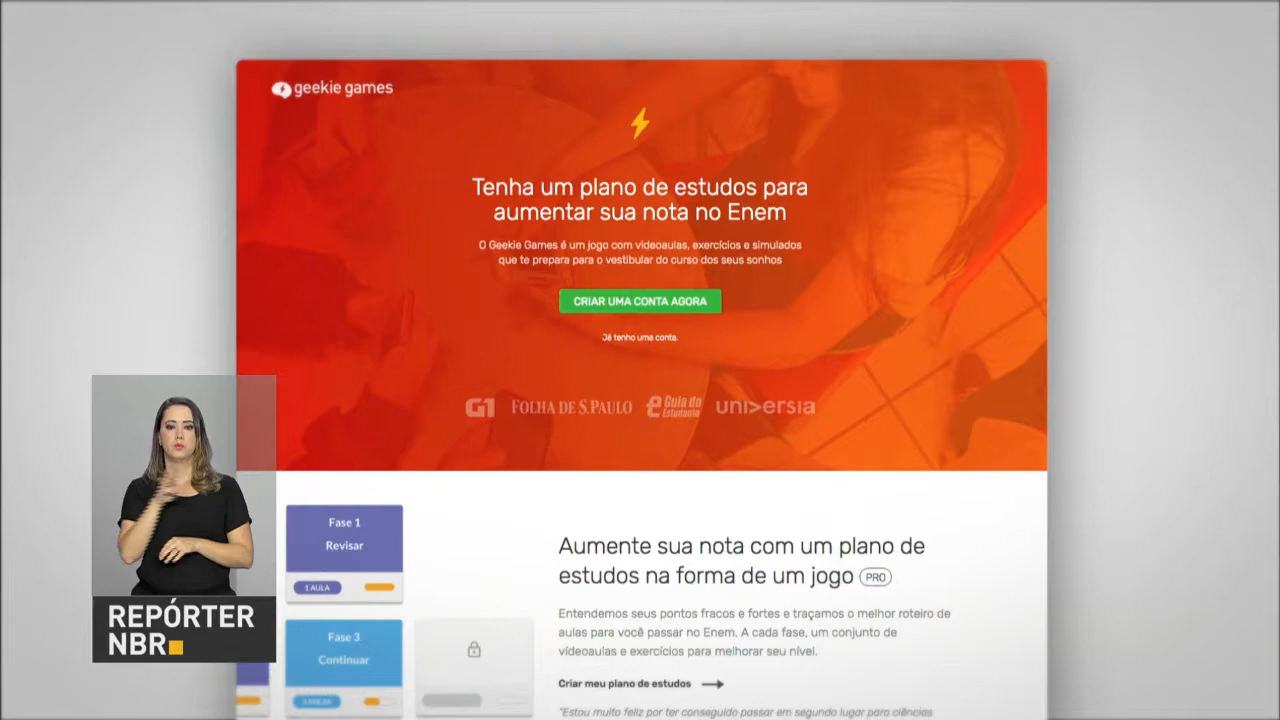 geekie games
Tenha um plano de estudos para
aumentar sua nota no Enem
O Geekie Games é um jogo com videoaulas, exercícios e simulados
que te prepara para o vestibular do curso dos seus sonhos
CRIAR UMA CONTA AGORA
Já tenho uma conta.
G1 FOLHA DE S.PAULO Guia do Estudante universia
Fase 1
Revisar
1 AULA
Fase 3
Continuar
Aumente sua nota com um plano de
estudos na forma de um jogo PRO
Entendemos seus pontos fracos e fortes e traçamos o melhor roteiro de
aulas para você passar no Enem. A cada fase, um conjunto de
vídeoaulas e exercícios para melhorar seu nível.
Criar meu plano de estudos
"Estou muito feliz por ter conseguido passar em segundo lugar para ciências
REPÓRTER
NBR